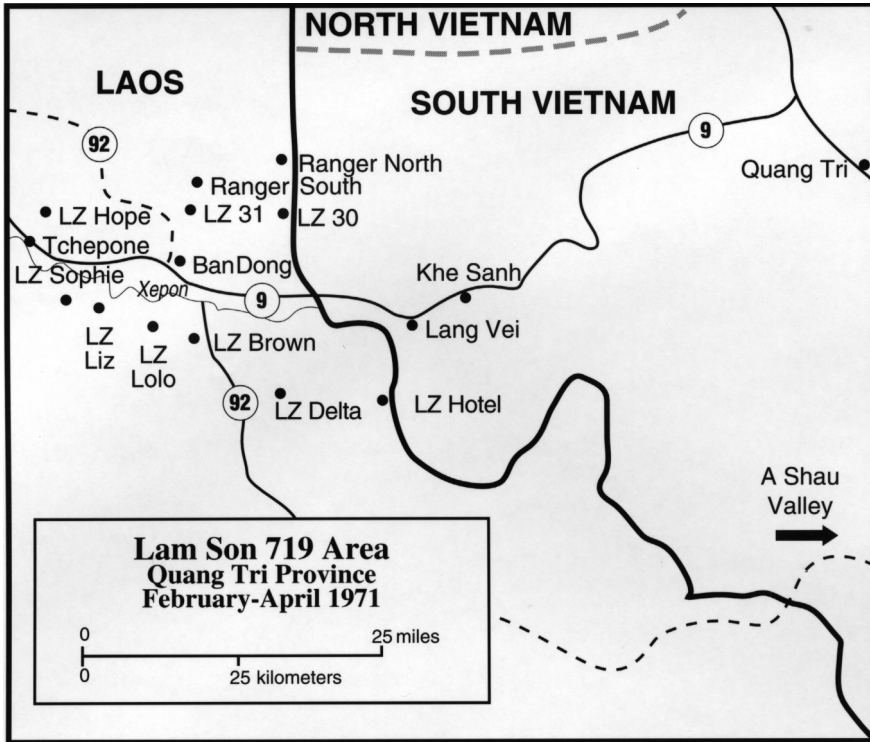 NORTH VIETNAM
LAOS
SOUTH VIETNAM
92
9
Ranger North
Quang Tri
Ranger South
LZ Hope
LZ 31
LZ 30
Tchepone
LZ Sophie
BanDong
Khe Sanh
Xepon
9
Lang Vei
LZ
Liz
LZ
Lolo
LZ Brown
92
LZ Delta
LZ Hotel
A Shau
Valley
Lam Son 719 Area
Quang Tri Province
February-April 1971
0
25 miles
0
25 kilometers